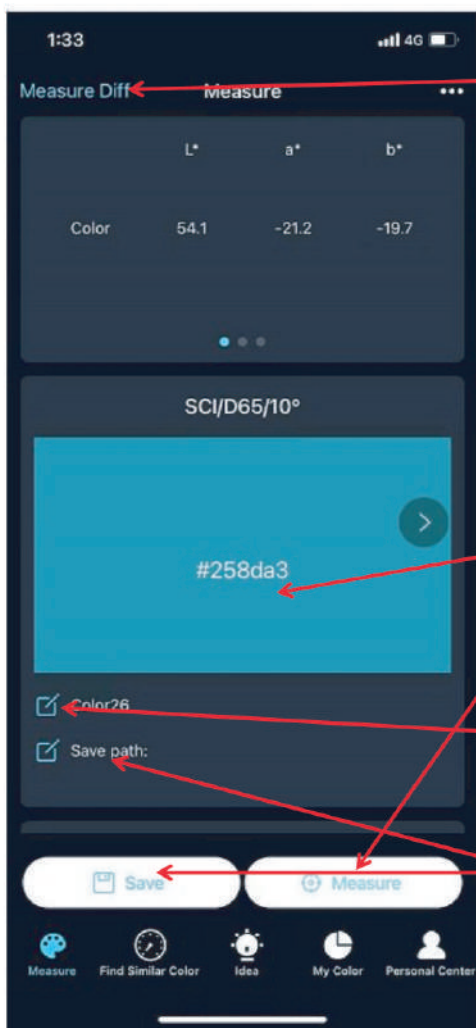 1:33 4G
Measure Diff Measure
L* a* b*
Color 54.1 -21.2 -19.7
SCI/D65/10°
#258da3
Color26
Save path:
Save Measure
Measure Find Similar Color Idea My Color Personal Center